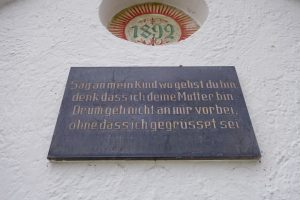 1892
Sag an mein Kind wo gehst du hin
denk dass ich deine Mutter bin
Drum geh nicht an mir vorbei,
ohne dass ich gegrüsset sei